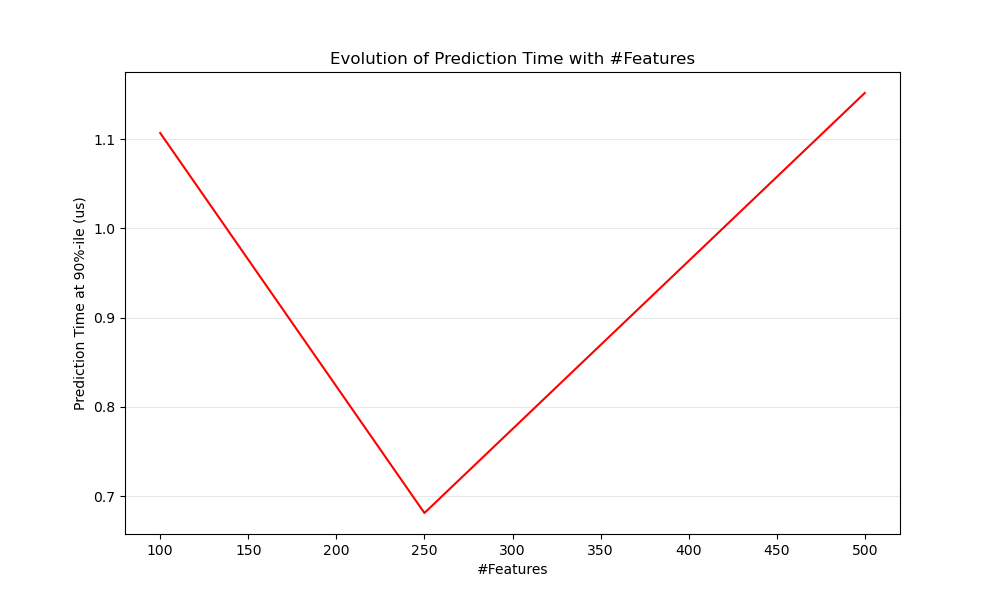 Evolution of Prediction Time with #Features
Prediction Time at 90%-ile (us)
1.1
1.0
0.9
0.8
0.7
100 150 200 250 300 350 400 450 500
#Features